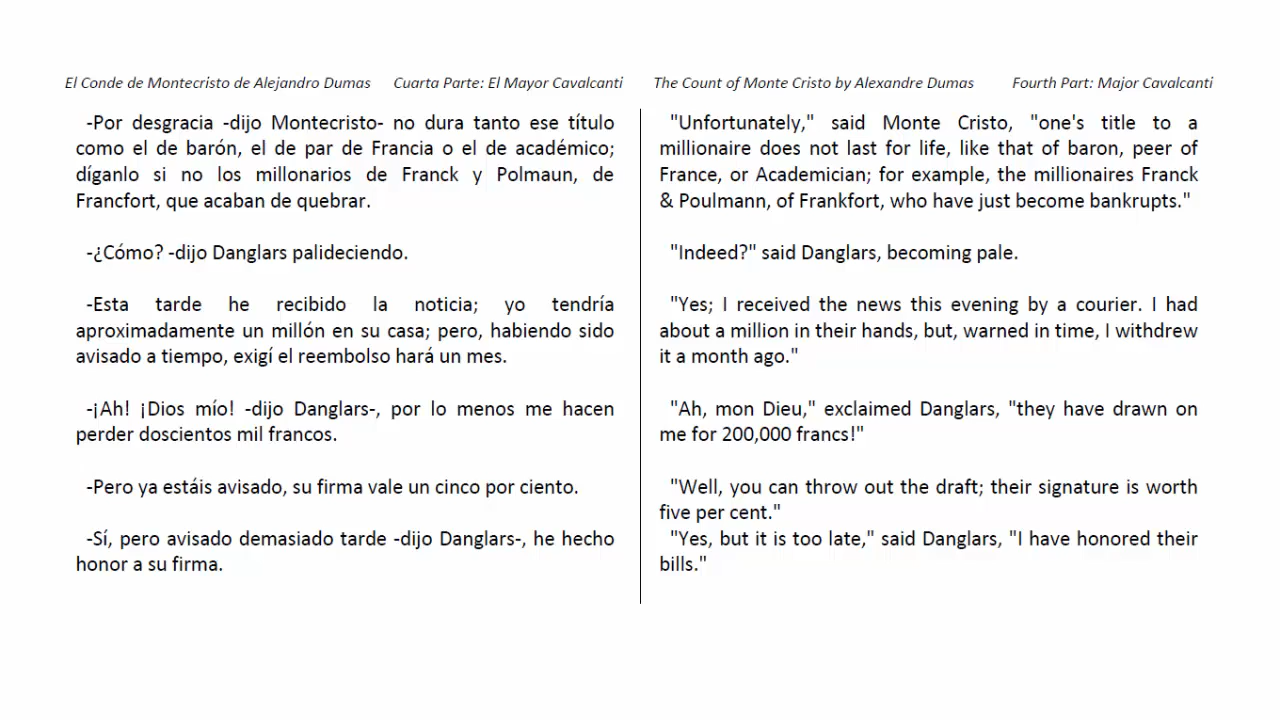 El Conde de Montecristo de Alejandro Dumas Cuarta Parte: El Mayor Cavalcanti
-Por desgracia -dijo Montecristo- no dura tanto ese título
como el de barón, el de par de Francia o el de académico;
díganlo si no los millonarios de Franck y Polmaun, de
Francfort, que acaban de quebrar.
-¿Cómo? -dijo Danglars palideciendo.
-Esta tarde he recibido la noticia; yo tendría
aproximadamente un millón en su casa; pero, habiendo sido
avisado a tiempo, exigí el reembolso hará un mes.
-¡Ah! ¡Dios mío! -dijo Danglars-, por lo menos me hacen
perder doscientos mil francos.
-Pero ya estáis avisado, su firma vale un cinco por ciento.
-Sí, pero avisado demasiado tarde -dijo Danglars-, he hecho
honor a su firma.
The Count of Monte Cristo by Alexandre Dumas Fourth Part: Major Cavalcanti
"Unfortunately," said Monte Cristo, "one's title to a
millionaire does not last for life, like that of baron, peer of
France, or Academician; for example, the millionaires Franck
& Poulmann, of Frankfort, who have just become bankrupts."
"Indeed?" said Danglars, becoming pale.
"Yes; I received the news this evening by a courier. I had
about a million in their hands, but, warned in time, I withdrew
it a month ago."
"Ah, mon Dieu," exclaimed Danglars, "they have drawn on
me for 200,000 francs!"
"Well, you can throw out the draft; their signature is worth
five per cent."
"Yes, but it is too late," said Danglars, "I have honored their
bills."